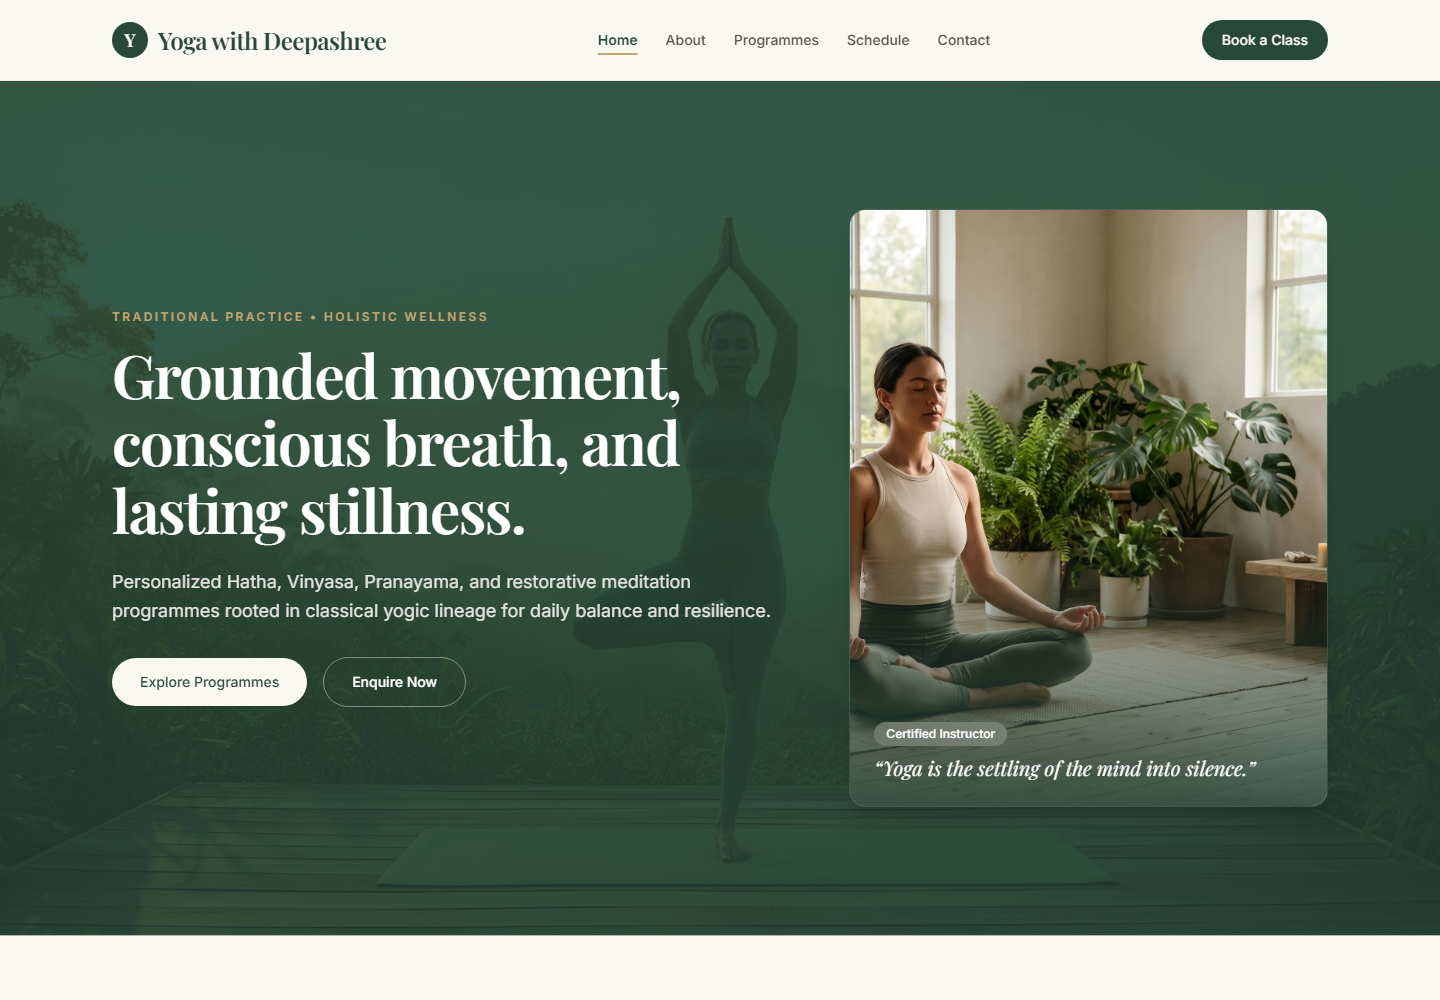 Y
Yoga with Deepashree
Home
About
Programmes
Schedule
Contact
Book a Class
TRADITIONAL PRACTICE • HOLISTIC WELLNESS
Grounded movement,
conscious breath, and
lasting stillness.
Personalized Hatha, Vinyasa, Pranayama, and restorative meditation
programmes rooted in classical yogic lineage for daily balance and resilience.
Explore Programmes
Enquire Now
Certified Instructor
“Yoga is the settling of the mind into silence.”